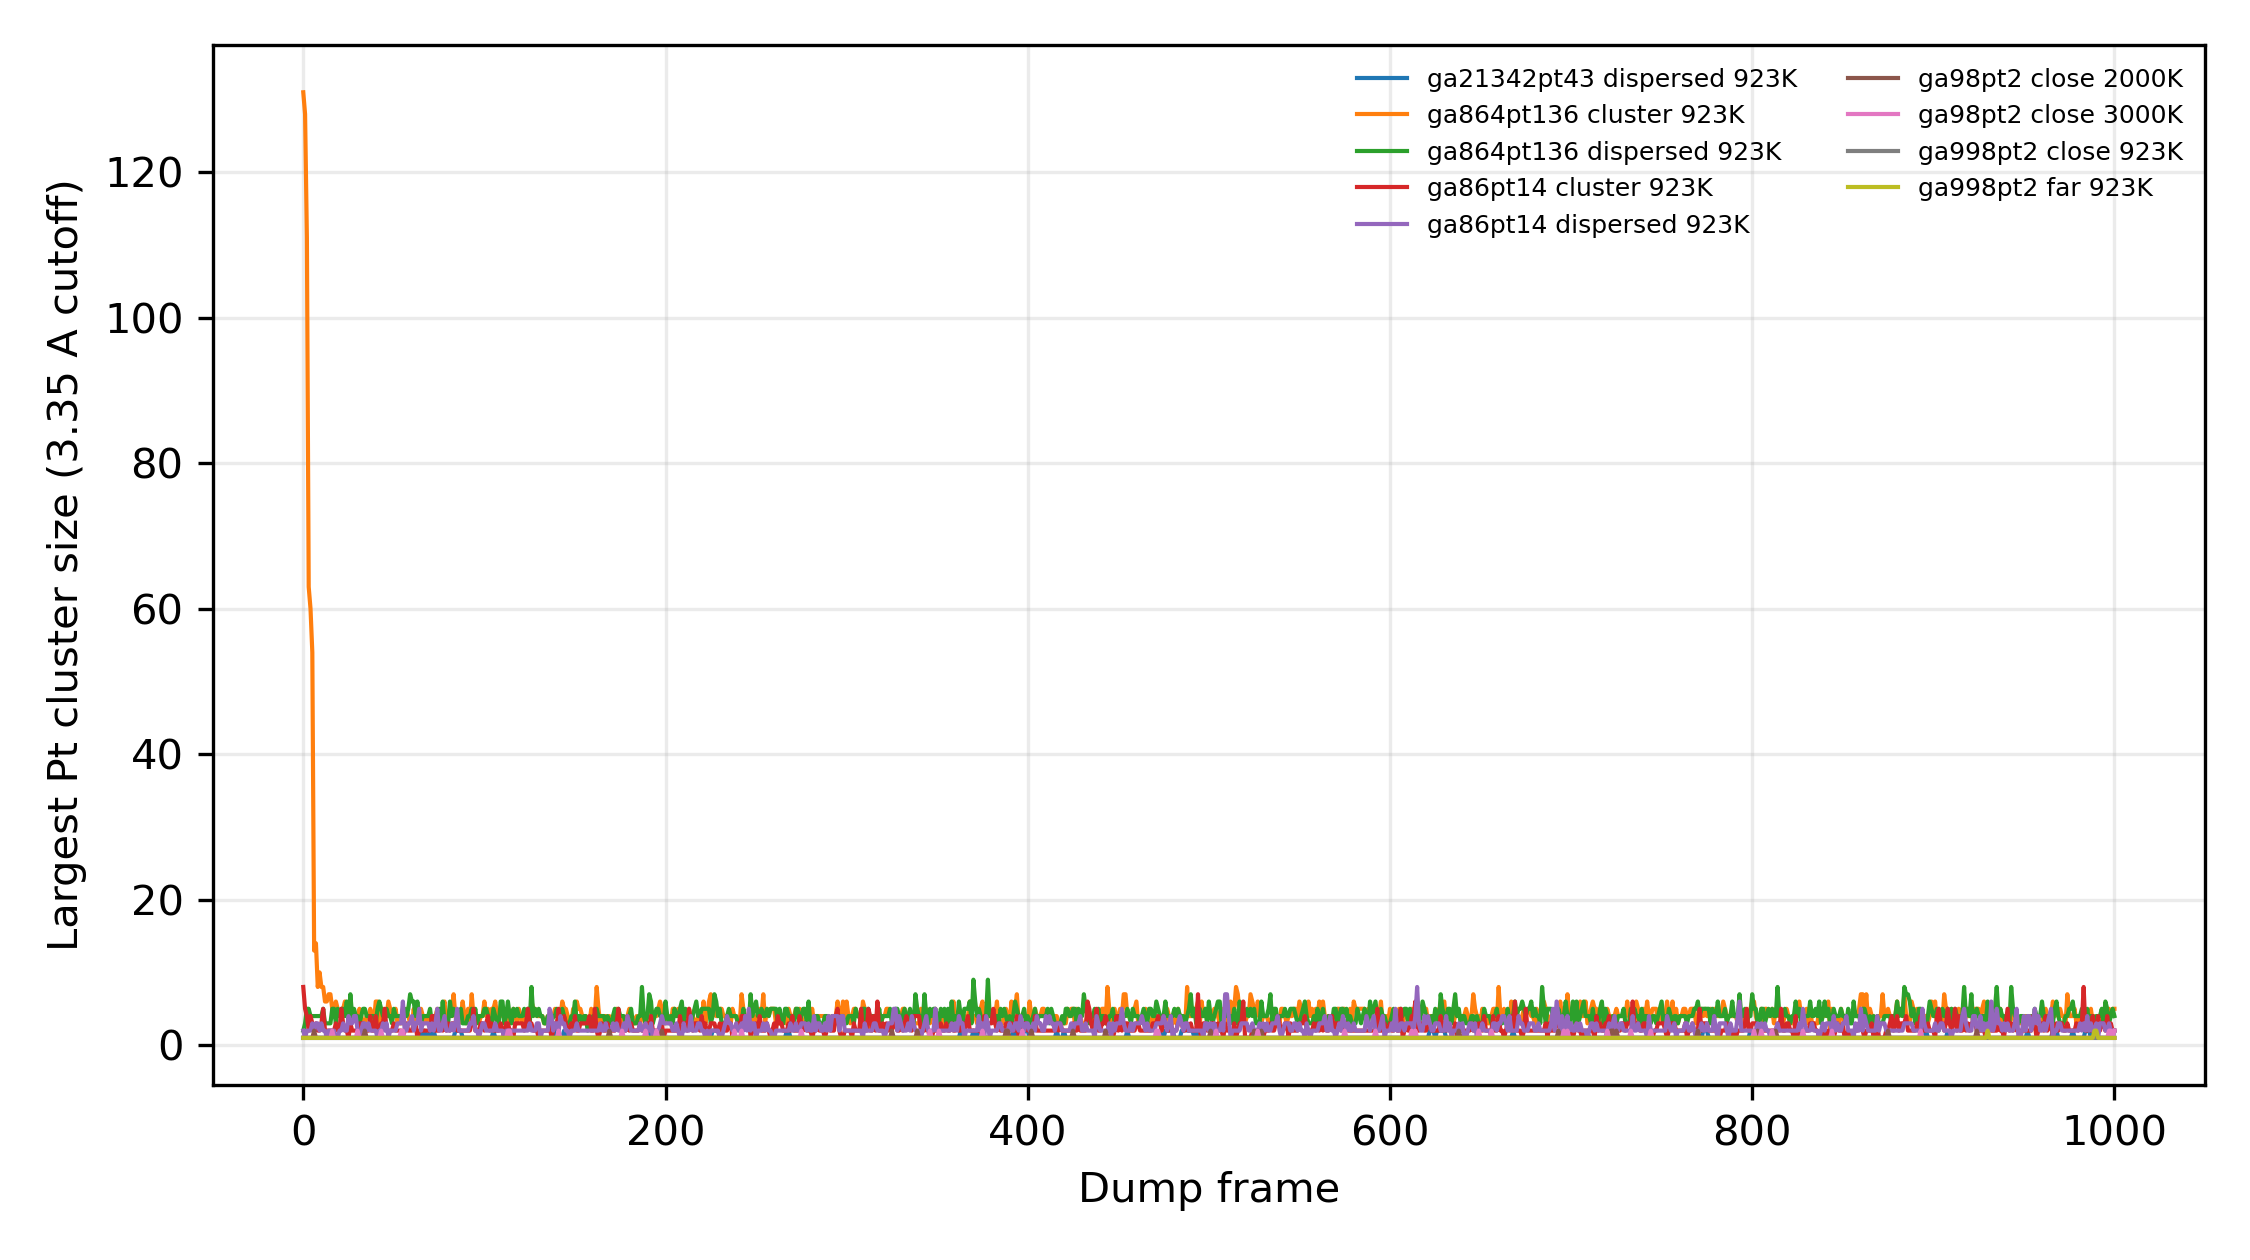 ga21342pt43 dispersed 923K
ga864pt136 cluster 923K
ga864pt136 dispersed 923K
ga86pt14 cluster 923K
ga86pt14 dispersed 923K
ga98pt2 close 2000K
ga98pt2 close 3000K
ga998pt2 close 923K
ga998pt2 far 923K
Largest Pt cluster size (3.35 A cutoff)
120
100
80
60
40
20
0
0 200 400 600 800 1000
Dump frame